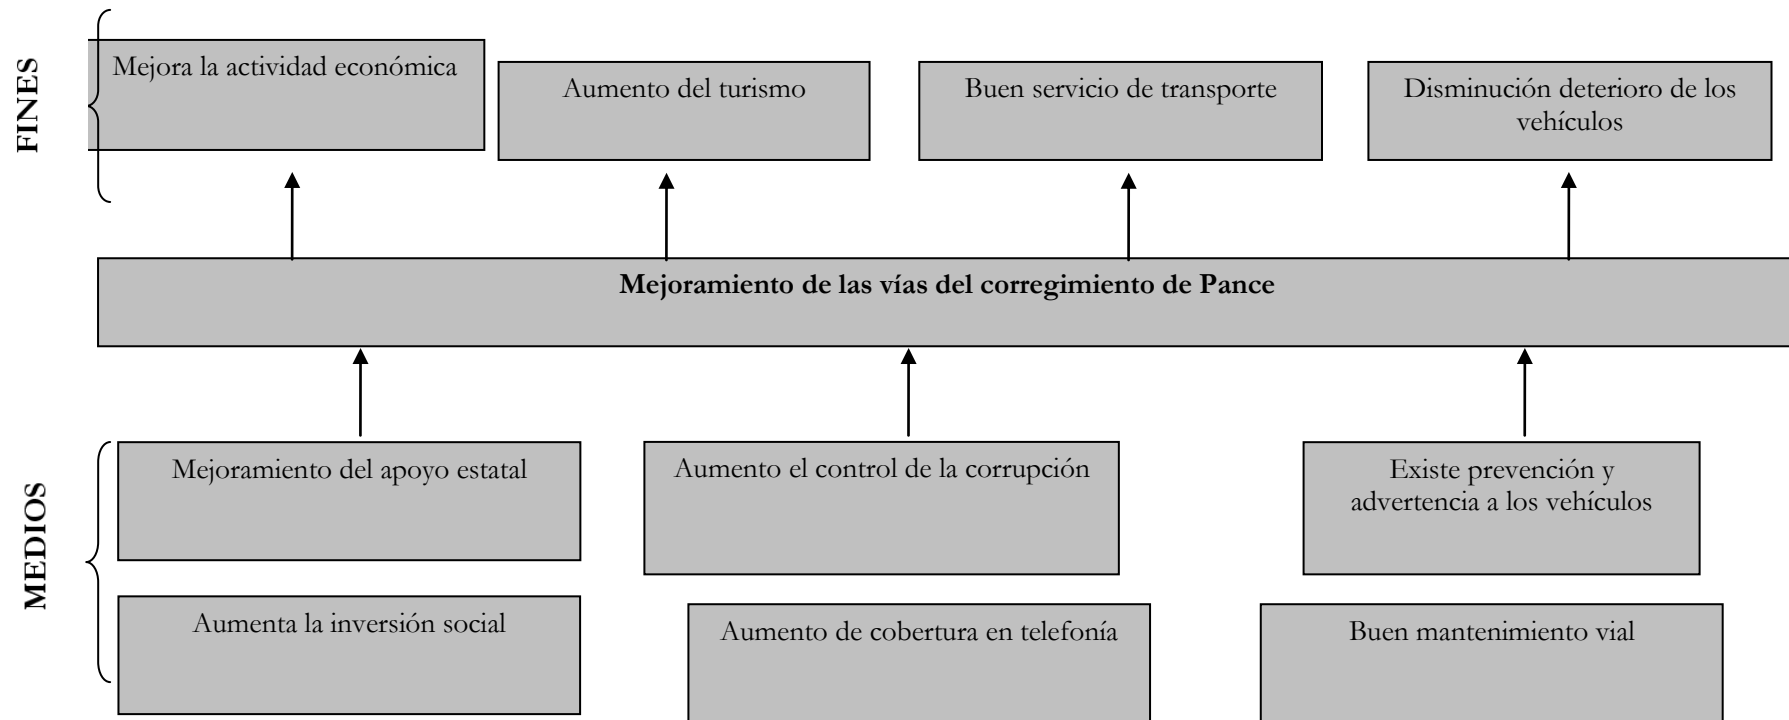 FINES
Mejora la actividad económica
Aumento del turismo
Buen servicio de transporte
Disminución deterioro de los
vehículos
Mejoramiento de las vías del corregimiento de Pance
MEDIOS
Mejoramiento del apoyo estatal
Aumento el control de la corrupción
Existe prevención y
advertencia a los vehículos
Aumenta la inversión social
Aumento de cobertura en telefonía
Buen mantenimiento vial